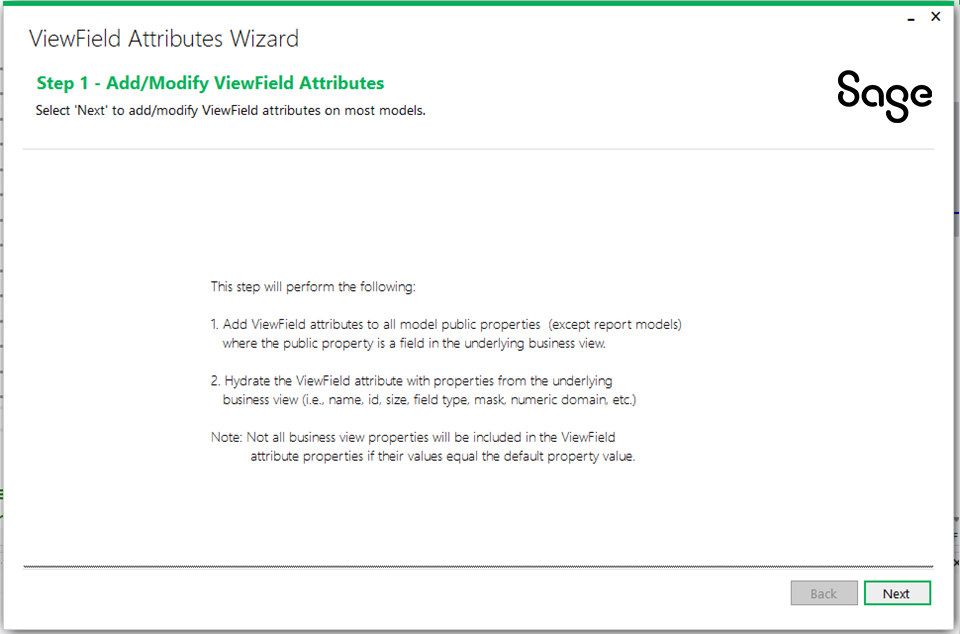 ViewField Attributes Wizard
Step 1 - Add/Modify ViewField Attributes
Select 'Next' to add/modify ViewField attributes on most models.
Sage
This step will perform the following:
1. Add ViewField attributes to all model public properties (except report models)
where the public property is a field in the underlying business view.
2. Hydrate the ViewField attribute with properties from the underlying
business view (i.e., name, id, size, field type, mask, numeric domain, etc.)
Note: Not all business view properties will be included in the ViewField
attribute properties if their values equal the default property value.
Back
Next